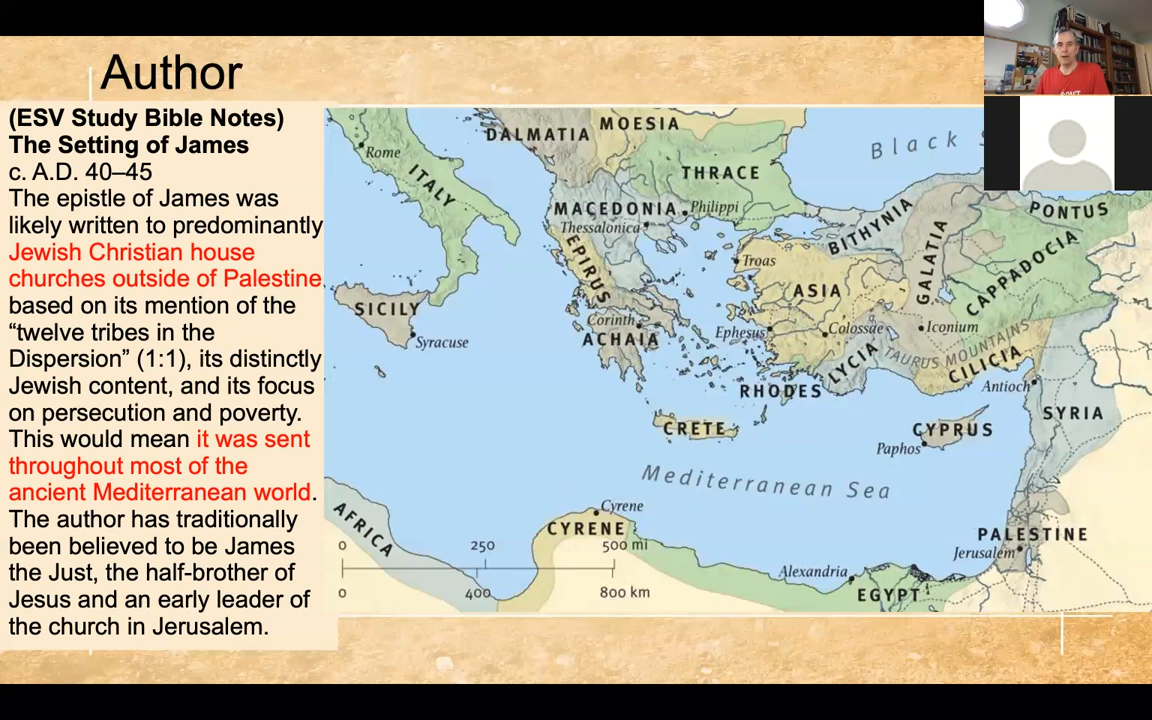 Author
(ESV Study Bible Notes)
The Setting of James
c. A.D. 40–45
The epistle of James was
likely written to predominantly
Jewish Christian house
churches outside of Palestine
based on its mention of the
“twelve tribes in the
Dispersion” (1:1), its distinctly
Jewish content, and its focus
on persecution and poverty.
This would mean it was sent
throughout most of the
ancient Mediterranean world.
The author has traditionally
been believed to be James
the Just, the half-brother of
Jesus and an early leader of
the church in Jerusalem.
DALMATIA
MOESIA
Rome
ITALY
Black
THRACE
MACEDONIA
Philippi
Thessalonica
BITHYNIA
PONTUS
GALATIA
CAPPADOCIA
EPIRUS
Troas
ASIA
SICILY
Syracuse
Corinth
ACHAIA
Ephesus
Colossae
Iconium
LYCIA
TAURUS MOUNTAINS
CILICIA
Antioch
RHODES
SYRIA
CRETE
CYPRUS
Paphos
Mediterranean Sea
AFRICA
Cyrene
CYRENE
PALESTINE
Jerusalem
0 250 500 mi
0 400 800 km
Alexandria
EGYPT